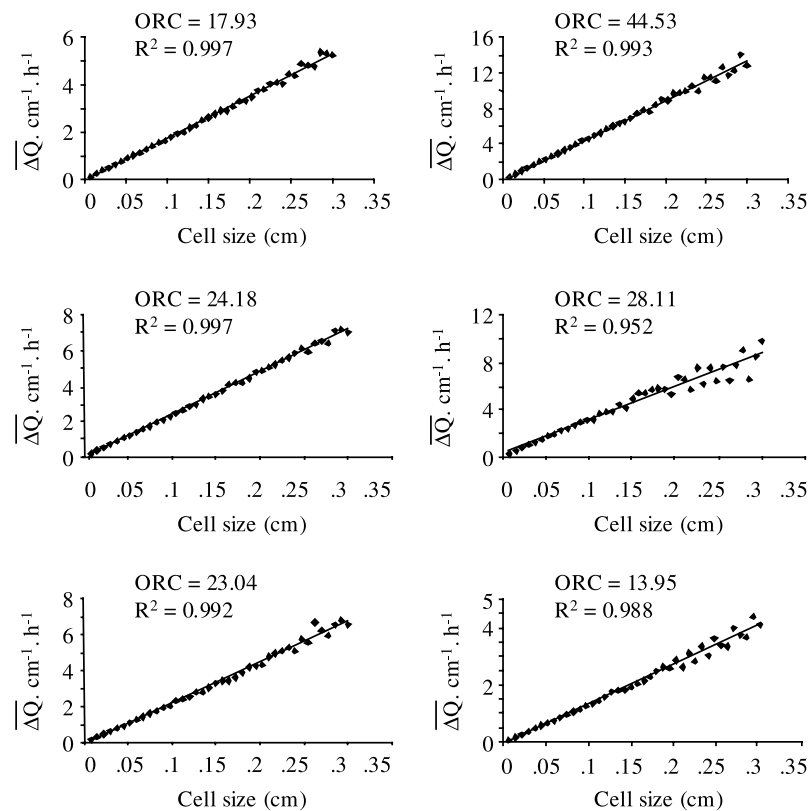 ORC = 17.93
R² = 0.997
6
4
2
0
ΔQ. cm⁻¹. h⁻¹
0 .05 .1 .15 .2 .25 .3 .35
Cell size (cm)
ORC = 44.53
R² = 0.993
16
12
8
4
0
ΔQ. cm⁻¹. h⁻¹
0 .05 .1 .15 .2 .25 .3 .35
Cell size (cm)
ORC = 24.18
R² = 0.997
8
6
4
2
0
ΔQ. cm⁻¹. h⁻¹
0 .05 .1 .15 .2 .25 .3 .35
Cell size (cm)
ORC = 28.11
R² = 0.952
12
8
4
0
ΔQ. cm⁻¹. h⁻¹
0 .05 .1 .15 .2 .25 .3 .35
Cell size (cm)
ORC = 23.04
R² = 0.992
8
6
4
2
0
ΔQ. cm⁻¹. h⁻¹
0 .05 .1 .15 .2 .25 .3 .35
Cell size (cm)
ORC = 13.95
R² = 0.988
5
4
2
0
ΔQ. cm⁻¹. h⁻¹
0 .05 .1 .15 .2 .25 .3 .35
Cell size (cm)